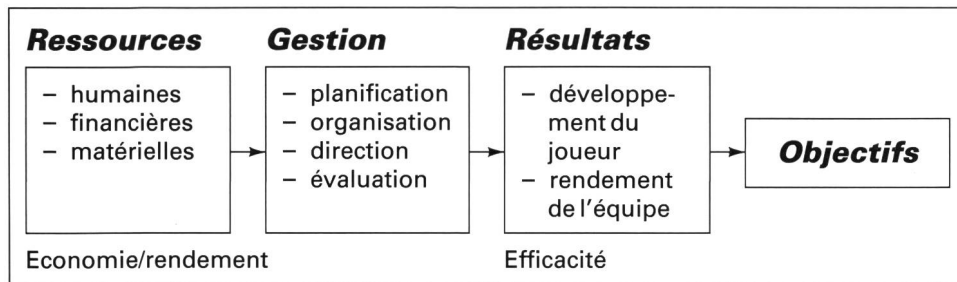 Ressources
– humaines
– financières
– matérielles
Gestion
– planification
– organisation
– direction
– évaluation
Résultats
– développe-
ment du
joueur
– rendement
de l'équipe
Objectifs
Economie/rendement
Efficacité